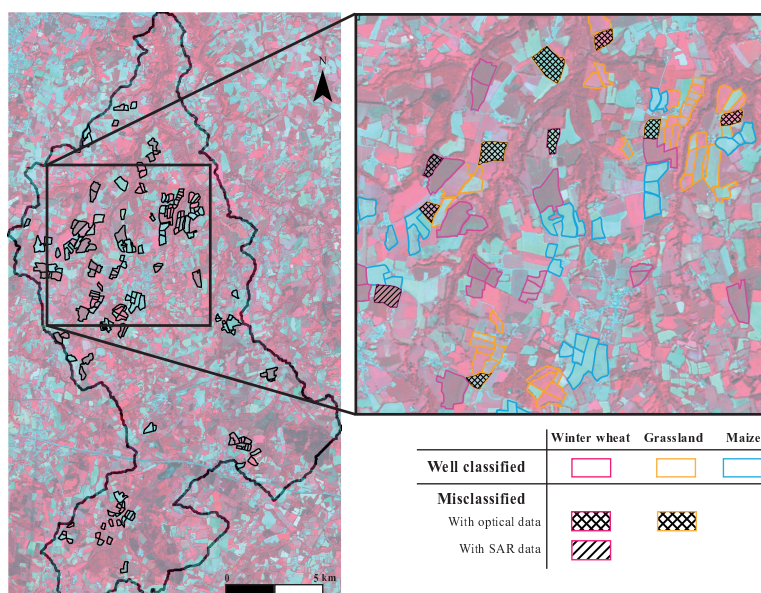 N
0 5 km
Winter wheat Grassland Maize
Well classified
Misclassified
With optical data
With SAR data